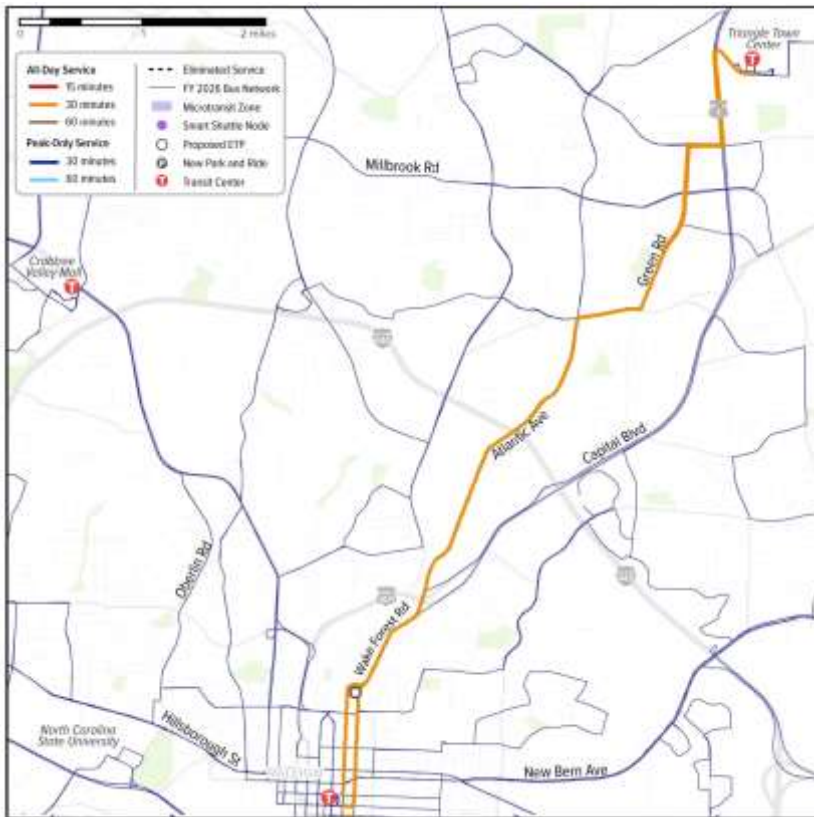 0 1 2 miles
All-Day Service
15 minutes
30 minutes
60 minutes
Peak-Only Service
30 minutes
60 minutes
Eliminated Service
FY 2026 Bus Network
Microtransit Zone
Smart Shuttle Node
Proposed ETP
New Park and Ride
Transit Center
Triangle Town
Center
Millbrook Rd
Crabtree
Valley Mall
Green Rd
Atlantic Ave
Capital Blvd
Oberlin Rd
Wake Forest Rd
North Carolina
State University
Hillsborough St
New Bern Ave